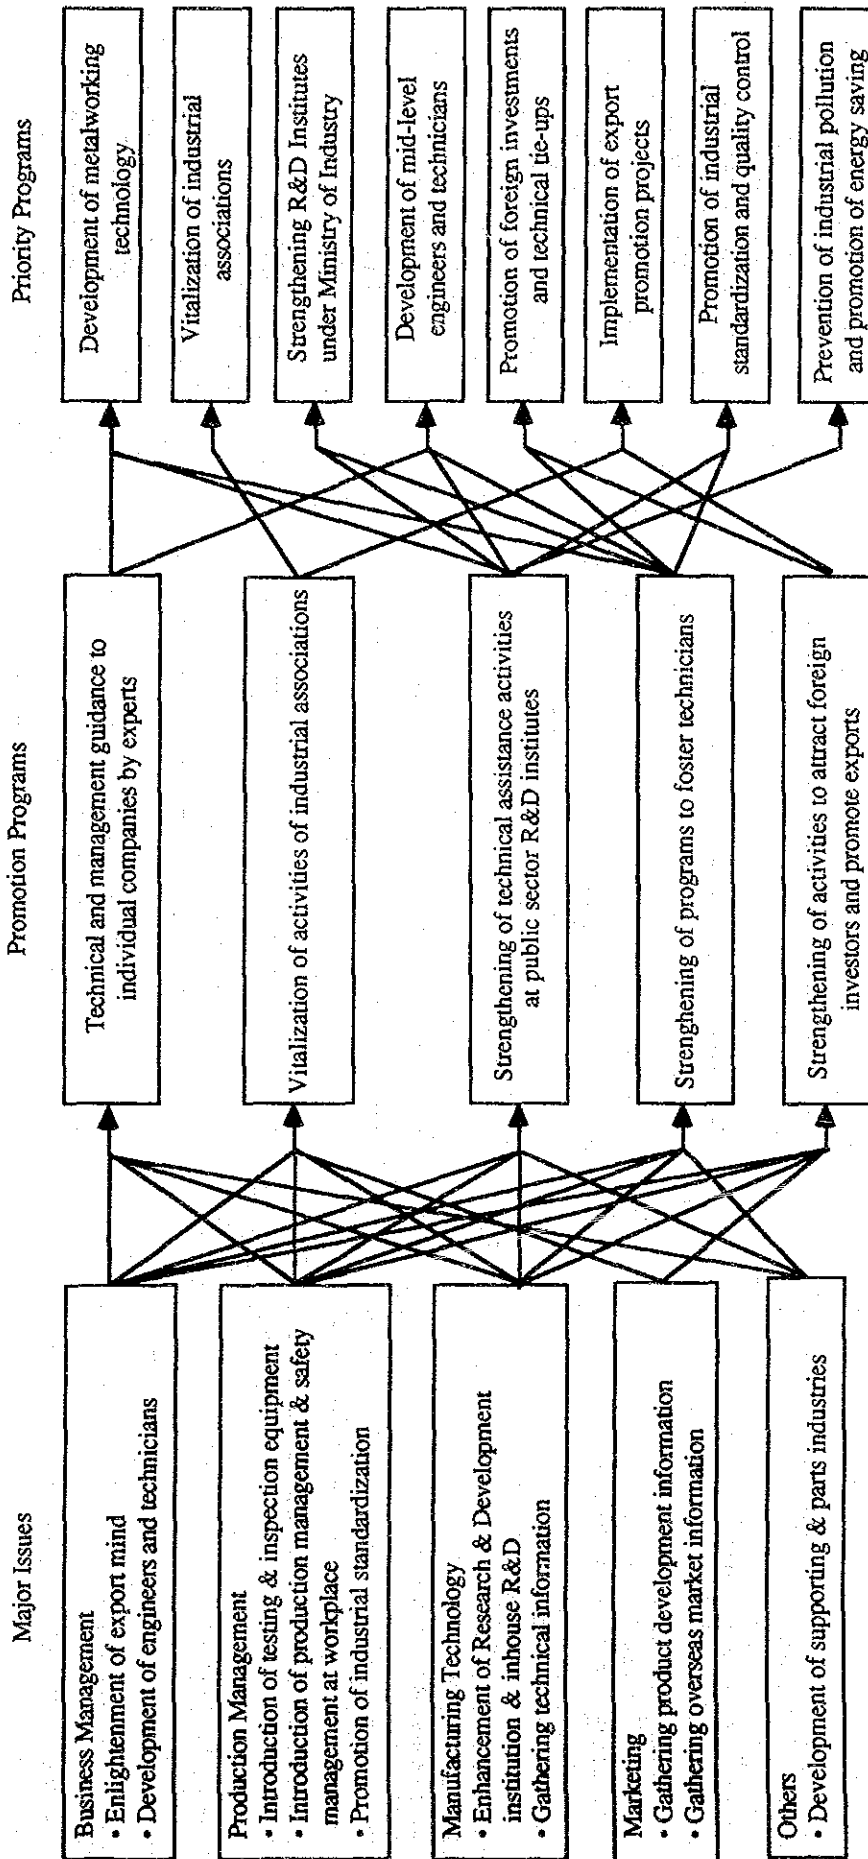 Major Issues
Business Management
• Enlightenment of export mind
• Development of engineers and technicians
Production Management
• Introduction of testing & inspection equipment
• Introduction of production management & safety
management at workplace
• Promotion of industrial standardization
Manufacturing Technology
• Enhancement of Research & Development
institution & inhouse R&D
• Gathering technical information
Marketing
• Gathering product development information
• Gathering overseas market information
Others
• Development of supporting & parts industries
Promotion Programs
Technical and management guidance to
individual companies by experts
Vitalization of activities of industrial associations
Strengthening of technical assistance activities
at public sector R&D institutes
Strenghening of programs to foster technicians
Strengthening of activities to attract foreign
investors and promote exports
Priority Programs
Development of metalworking
technology
Vitalization of industrial
associations
Strengthening R&D Institutes
under Ministry of Industry
Development of mid-level
engineers and technicians
Promotion of foreign investments
and technical tie-ups
Implementation of export
promotion projects
Promotion of industrial
standardization and quality control
Prevention of industrial pollution
and promotion of energy saving